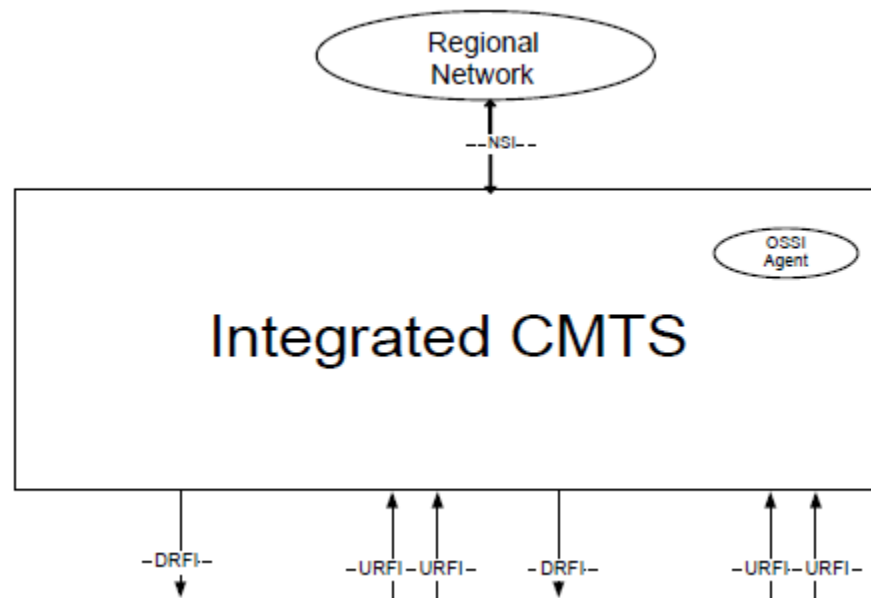 Regional
Network
NSI
OSSI
Agent
Integrated CMTS
DRFI URFI URFI DRFI URFI URFI